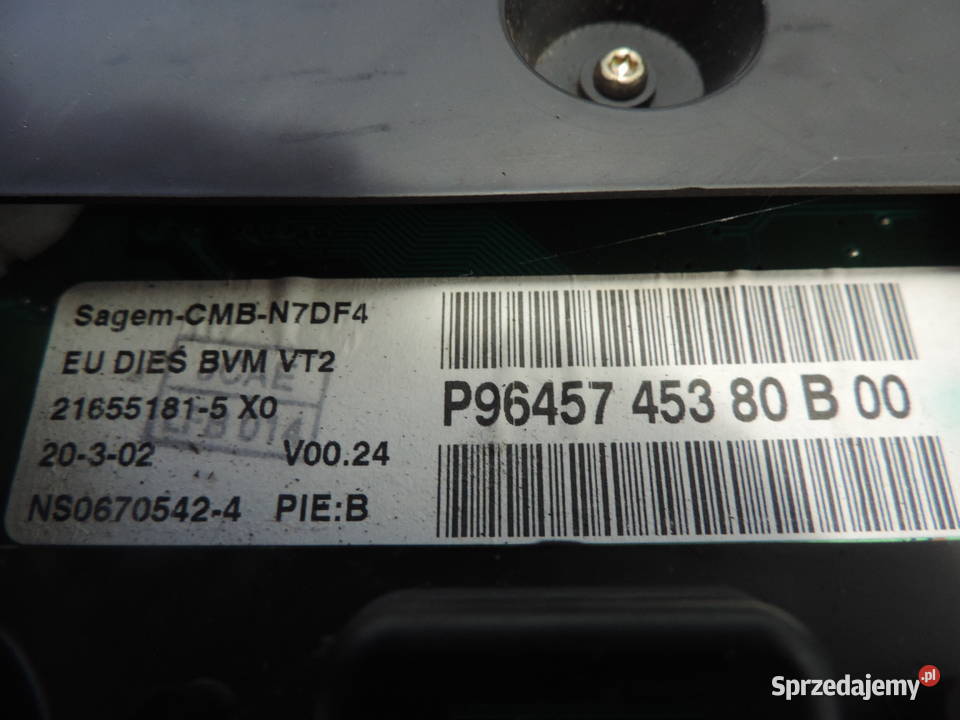 Sagem-CMB-N7DF4
EU DIES BVM VT2
21655181-5 X0
20-3-02 V00.24
NS0670542-4 PIE:B
P96457 453 80 B 00
Sprzedajemy.pl